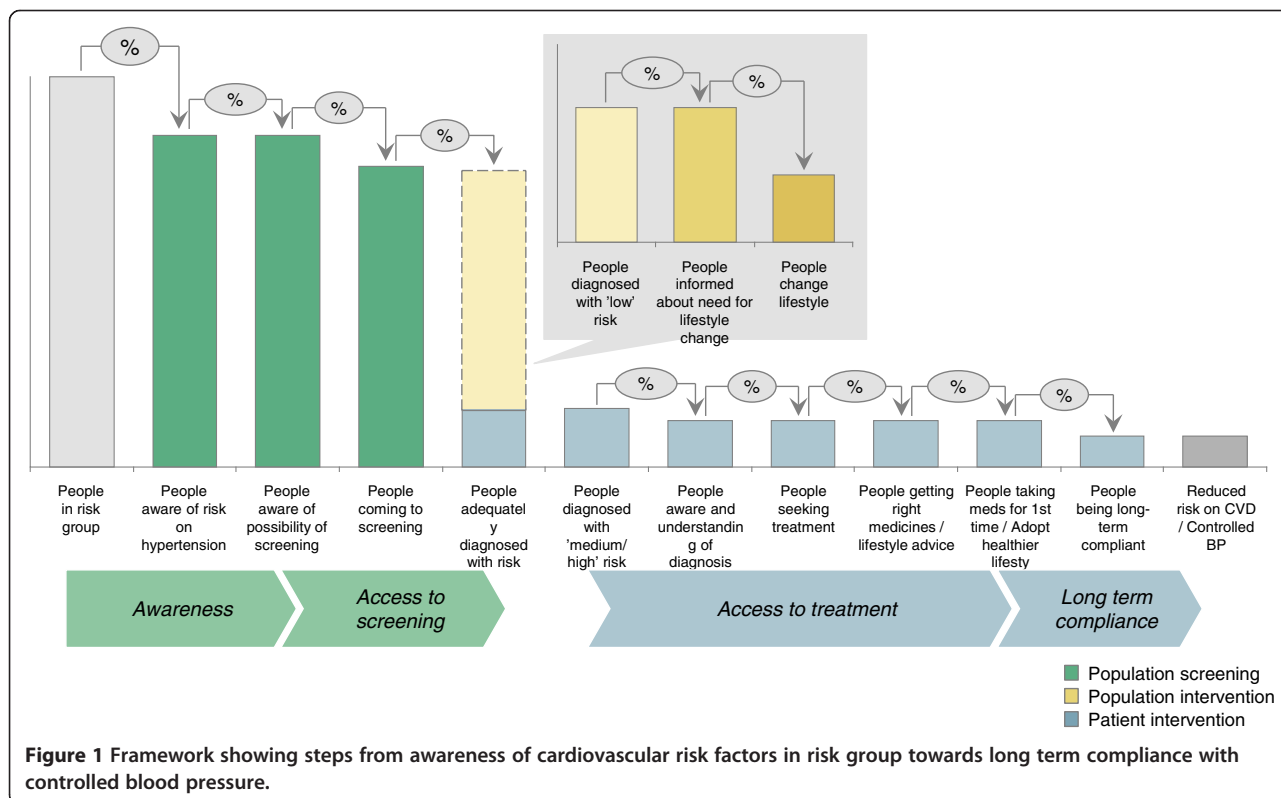 %
%
%
%
%
%
People
diagnosed
with 'low'
risk
People
informed
about need for
lifestyle
change
People
change
lifestyle
%
%
%
%
%
People
in risk
group
People
aware of risk
on
hypertension
People
aware of
possibility of
screening
People
coming to
screening
People
adequatel
y
diagnosed
with risk
People
diagnosed
with
'medium/
high' risk
People
aware and
understandin
g of
diagnosis
People
seeking
treatment
People getting
right
medicines /
lifestyle advice
People taking
meds for 1st
time / Adopt
healthier
lifesty
People
being long-
term
compliant
Reduced
risk on CVD
/ Controlled
BP
Awareness
Access to
screening
Access to treatment
Long term
compliance
Population screening
Population intervention
Patient intervention
Figure 1 Framework showing steps from awareness of cardiovascular risk factors in risk group towards long term compliance with
controlled blood pressure.